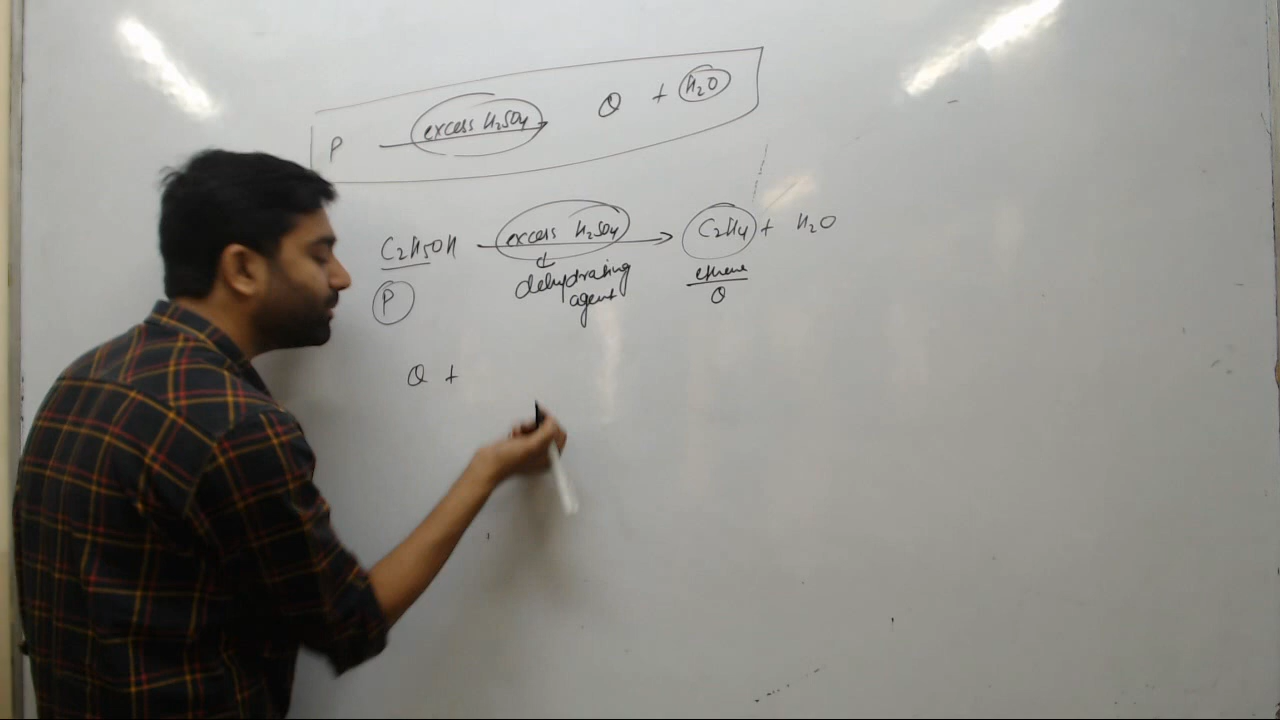 P excess H₂SO₄ → Q + H₂O
C₂H₅OH excess H₂SO₄ → C₂H₄ + H₂O
dehydrating
agent
ethene
P
Q
Q +